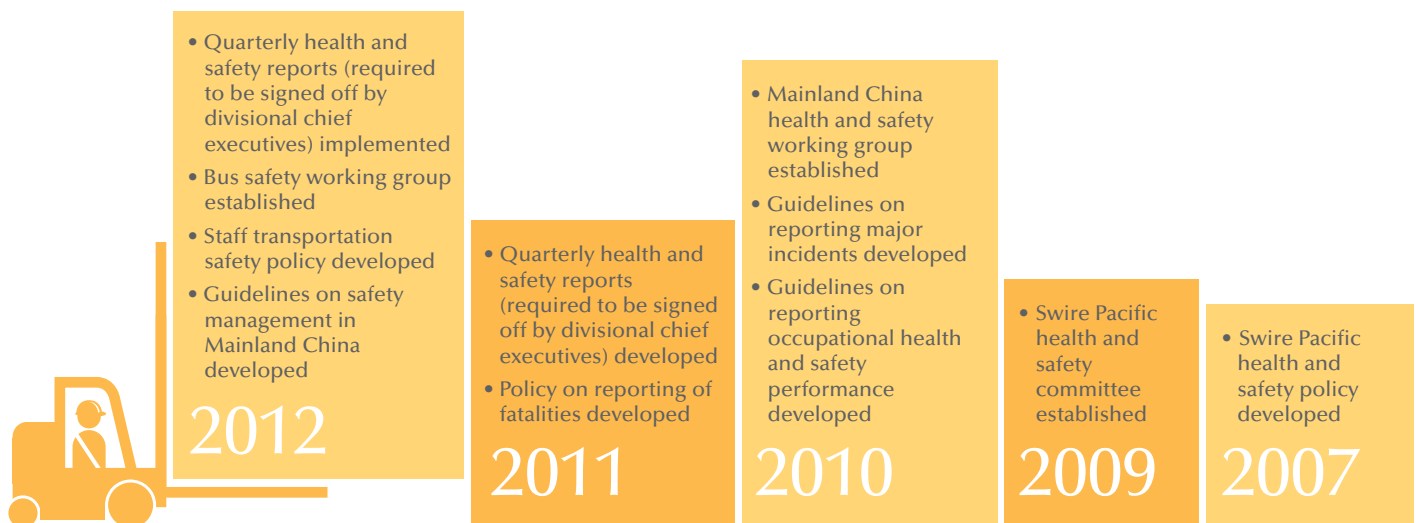 • Quarterly health and
safety reports (required
to be signed off by
divisional chief
executives) implemented
• Bus safety working group
established
• Staff transportation
safety policy developed
• Guidelines on safety
management in
Mainland China
developed
2012
• Quarterly health and
safety reports
(required to be signed
off by divisional chief
executives) developed
• Policy on reporting of
fatalities developed
2011
• Mainland China
health and safety
working group
established
• Guidelines on
reporting major
incidents developed
• Guidelines on
reporting
occupational health
and safety
performance
developed
2010
• Swire Pacific
health and
safety
committee
established
2009
• Swire Pacific
health and
safety policy
developed
2007